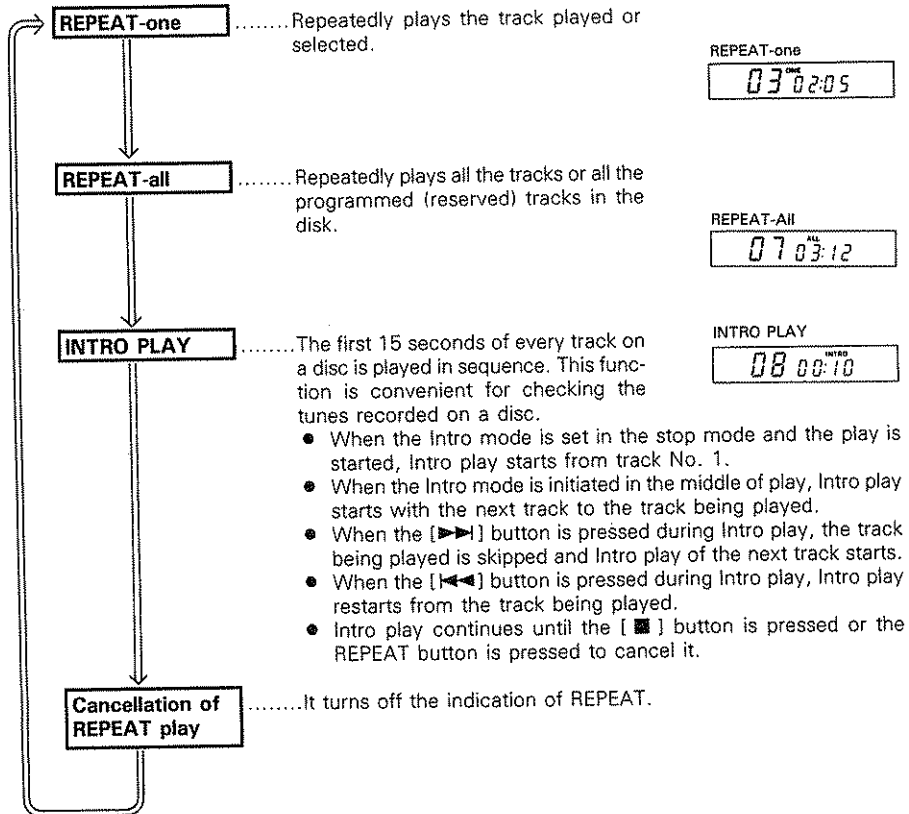 REPEAT-one ........Repeatedly plays the track played or
selected.
REPEAT-one
03 ONE 02:05
REPEAT-all ........Repeatedly plays all the tracks or all the
programmed (reserved) tracks in the
disk.
REPEAT-All
07 ALL 03:12
INTRO PLAY ........The first 15 seconds of every track on
a disc is played in sequence. This func-
tion is convenient for checking the
tunes recorded on a disc.
INTRO PLAY
08 00:10 INTRO
● When the Intro mode is set in the stop mode and the play is
started, Intro play starts from track No. 1.
● When the Intro mode is initiated in the middle of play, Intro play
starts with the next track to the track being played.
● When the [▶▶|] button is pressed during Intro play, the track
being played is skipped and Intro play of the next track starts.
● When the [|◀◀] button is pressed during Intro play, Intro play
restarts from the track being played.
● Intro play continues until the [ ■ ] button is pressed or the
REPEAT button is pressed to cancel it.
Cancellation of ........It turns off the indication of REPEAT.
REPEAT play